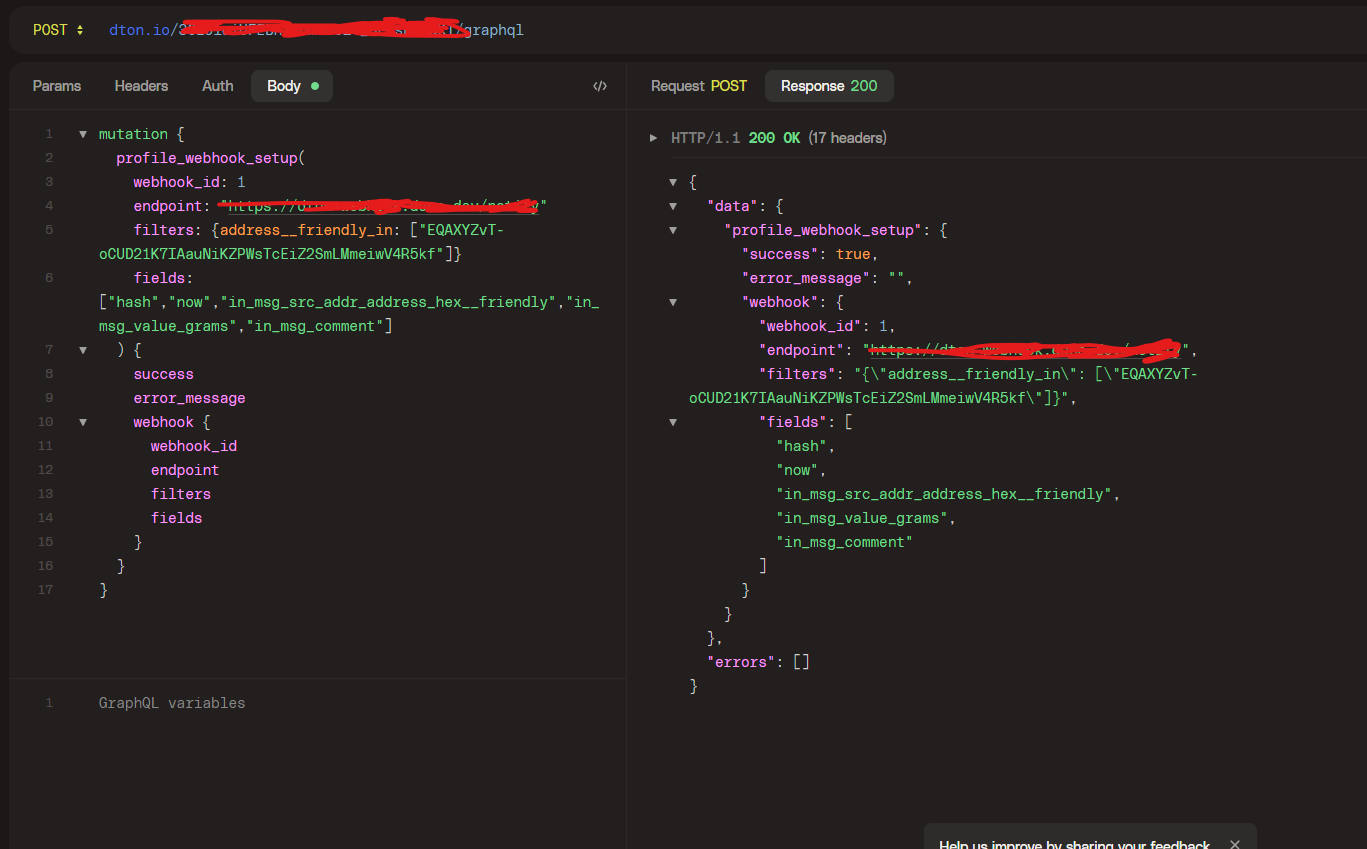 POST dton.io/ /graphql
Params Headers Auth Body
Request POST Response 200
1 mutation {
2 profile_webhook_setup(
3 webhook_id: 1
4 endpoint:
5 filters: {address__friendly_in: ["EQAXYZvT-
oCUD21K7IAauNiKZPWsTcEiZ2SmLMmeiwV4R5kf"]}
6 fields:
["hash","now","in_msg_src_addr_address_hex__friendly","in_
msg_value_grams","in_msg_comment"]
7 ) {
8 success
9 error_message
10 webhook {
11 webhook_id
12 endpoint
13 filters
14 fields
15 }
16 }
17 }
1 GraphQL variables
HTTP/1.1 200 OK (17 headers)
{
"data": {
"profile_webhook_setup": {
"success": true,
"error_message": "",
"webhook": {
"webhook_id": 1,
"endpoint": ",
"filters": "{\"address__friendly_in\": [\"EQAXYZvT-
oCUD21K7IAauNiKZPWsTcEiZ2SmLMmeiwV4R5kf\"]}",
"fields": [
"hash",
"now",
"in_msg_src_addr_address_hex__friendly",
"in_msg_value_grams",
"in_msg_comment"
]
}
}
},
"errors": []
}
Help us improve by sharing your feedback